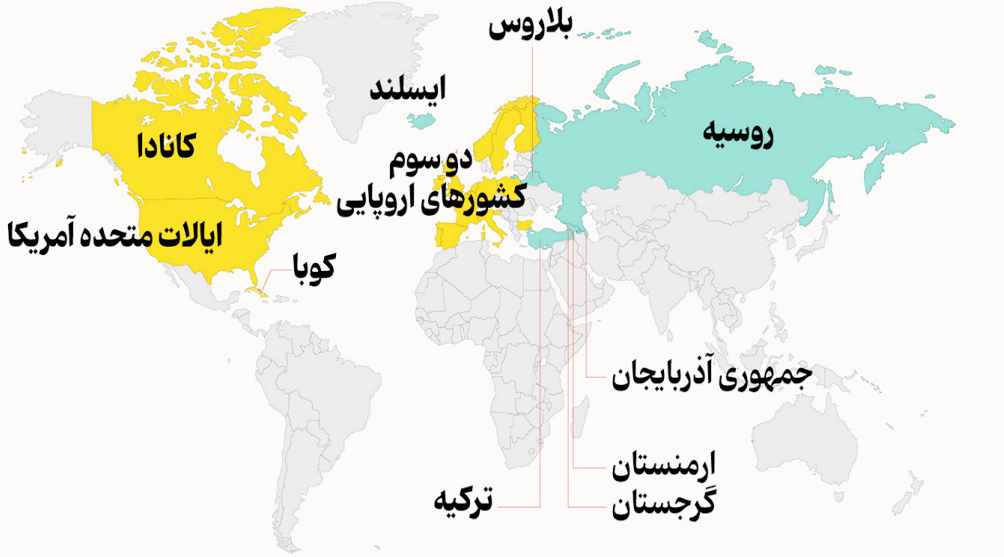 بلاروس
ایسلند
روسیه
کانادا
دو سوم
کشورهای اروپایی
ایالات متحده آمریکا
کوبا
جمهوری آذربایجان
ارمنستان
ترکیه
گرجستان